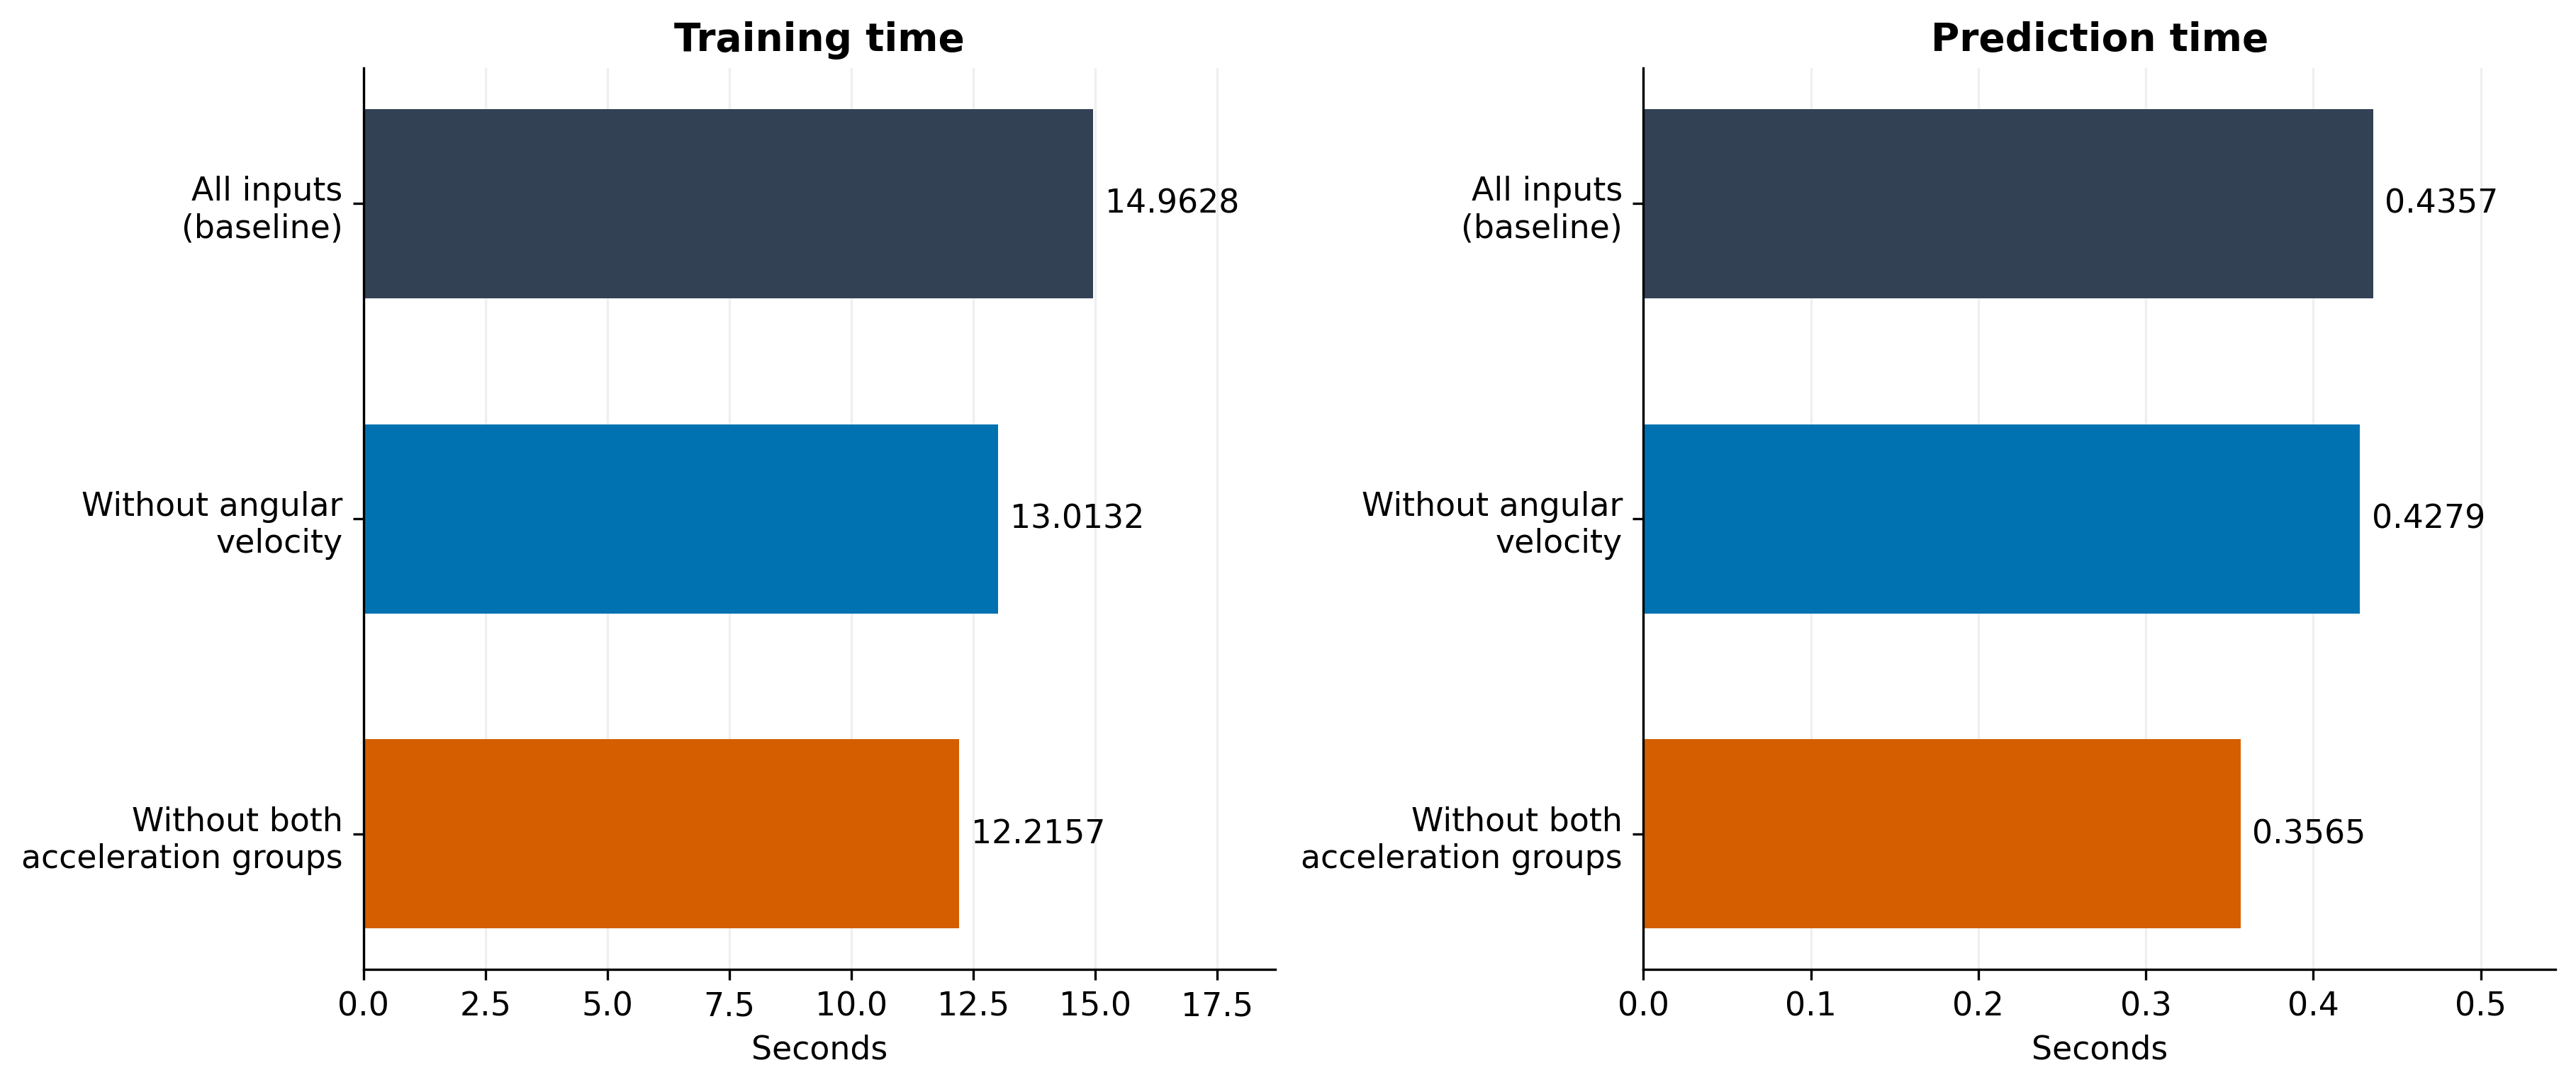 Training time
All inputs
(baseline)
14.9628
Without angular
velocity
13.0132
Without both
acceleration groups
12.2157
0.0 2.5 5.0 7.5 10.0 12.5 15.0 17.5
Seconds
Prediction time
All inputs
(baseline)
0.4357
Without angular
velocity
0.4279
Without both
acceleration groups
0.3565
0.0 0.1 0.2 0.3 0.4 0.5
Seconds